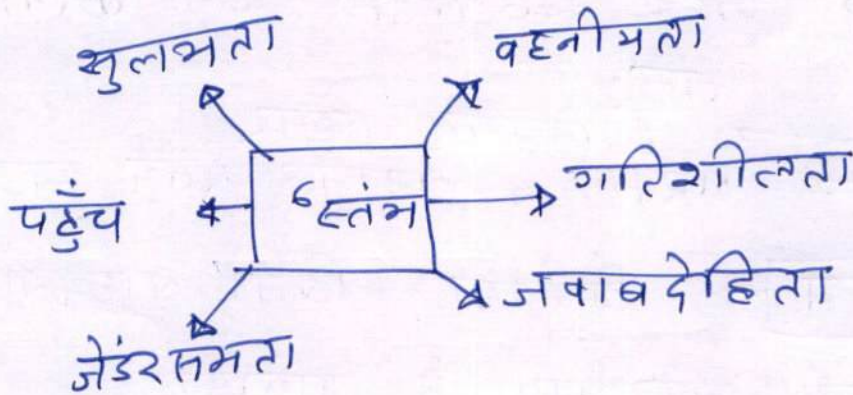 सुलभता
वहनीयता
पहुँच
6 स्तंभ
गतिशीलता
जवाबदेहिता
जेंडर समता